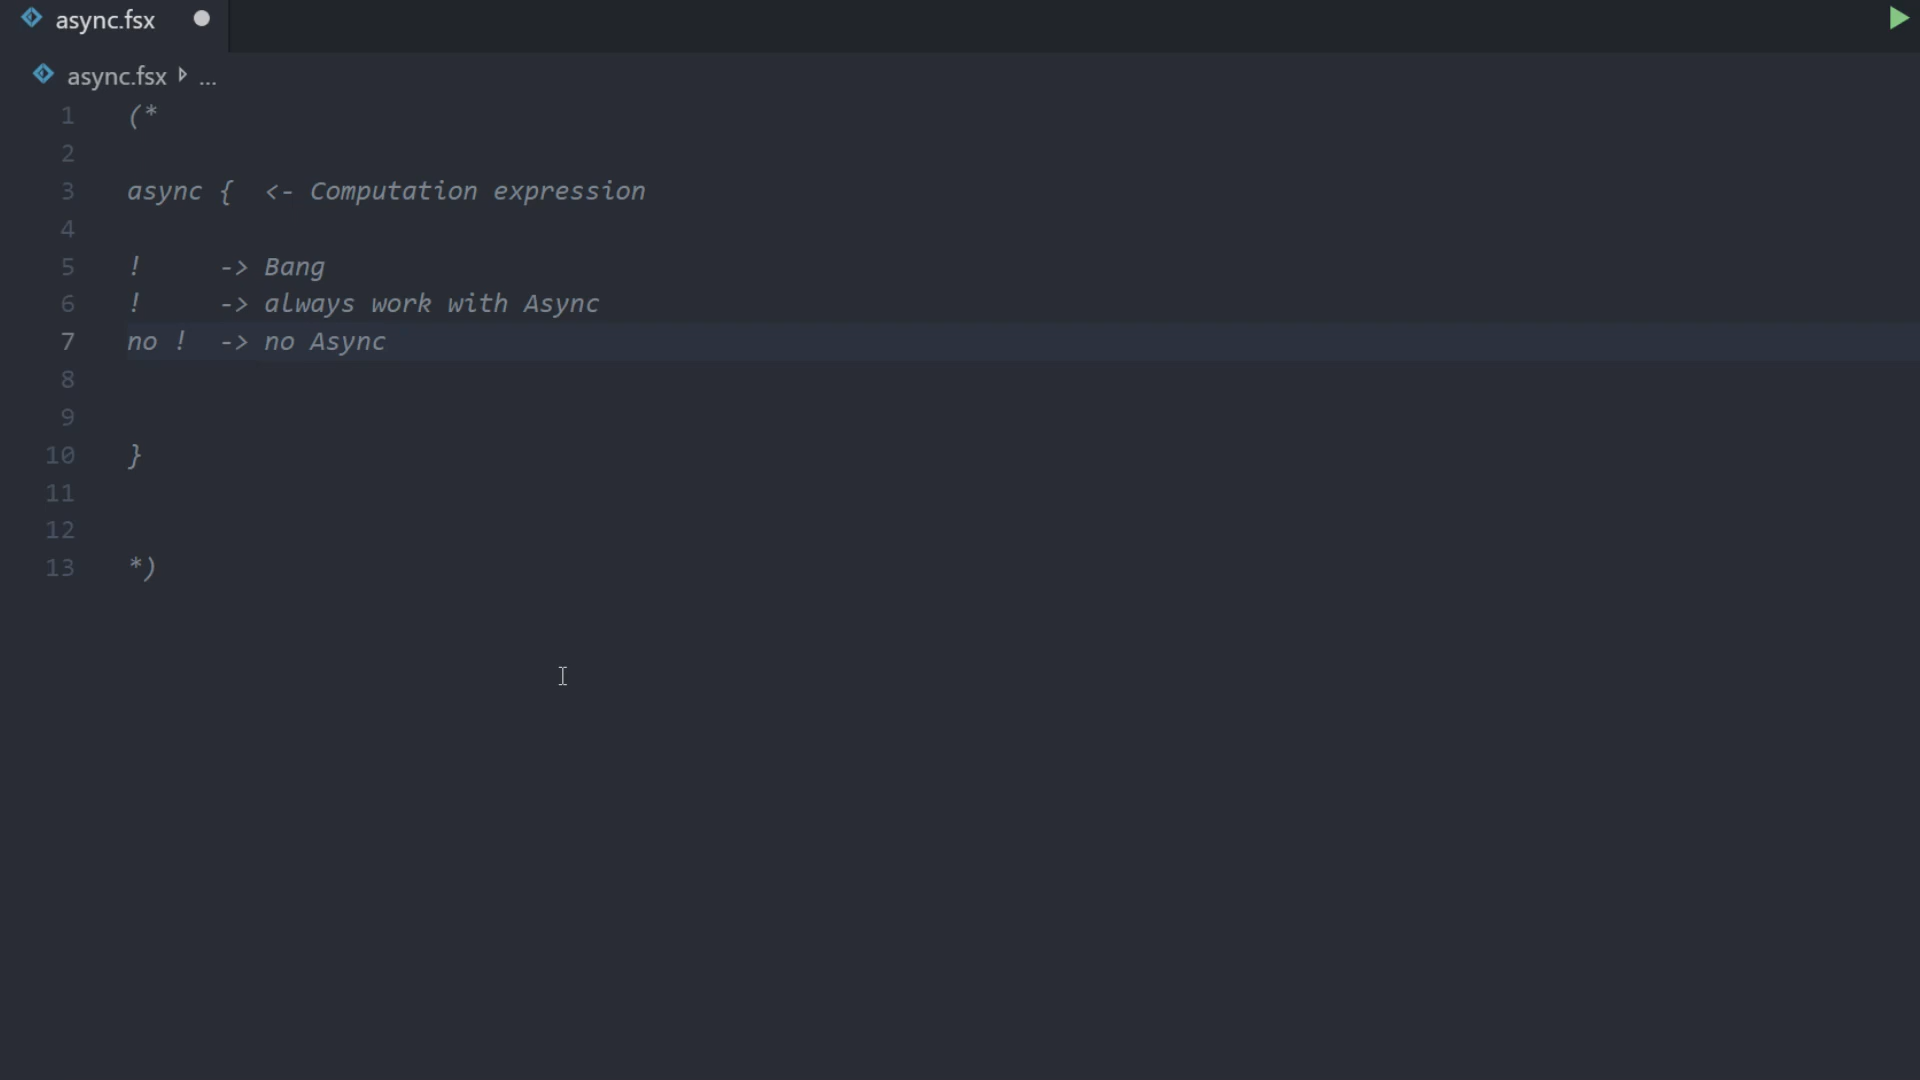 async.fsx
async.fsx ...
1 (*
2
3 async { <- Computation expression
4
5 ! -> Bang
6 ! -> always work with Async
7 no ! -> no Async
8
9
10 }
11
12
13 *)